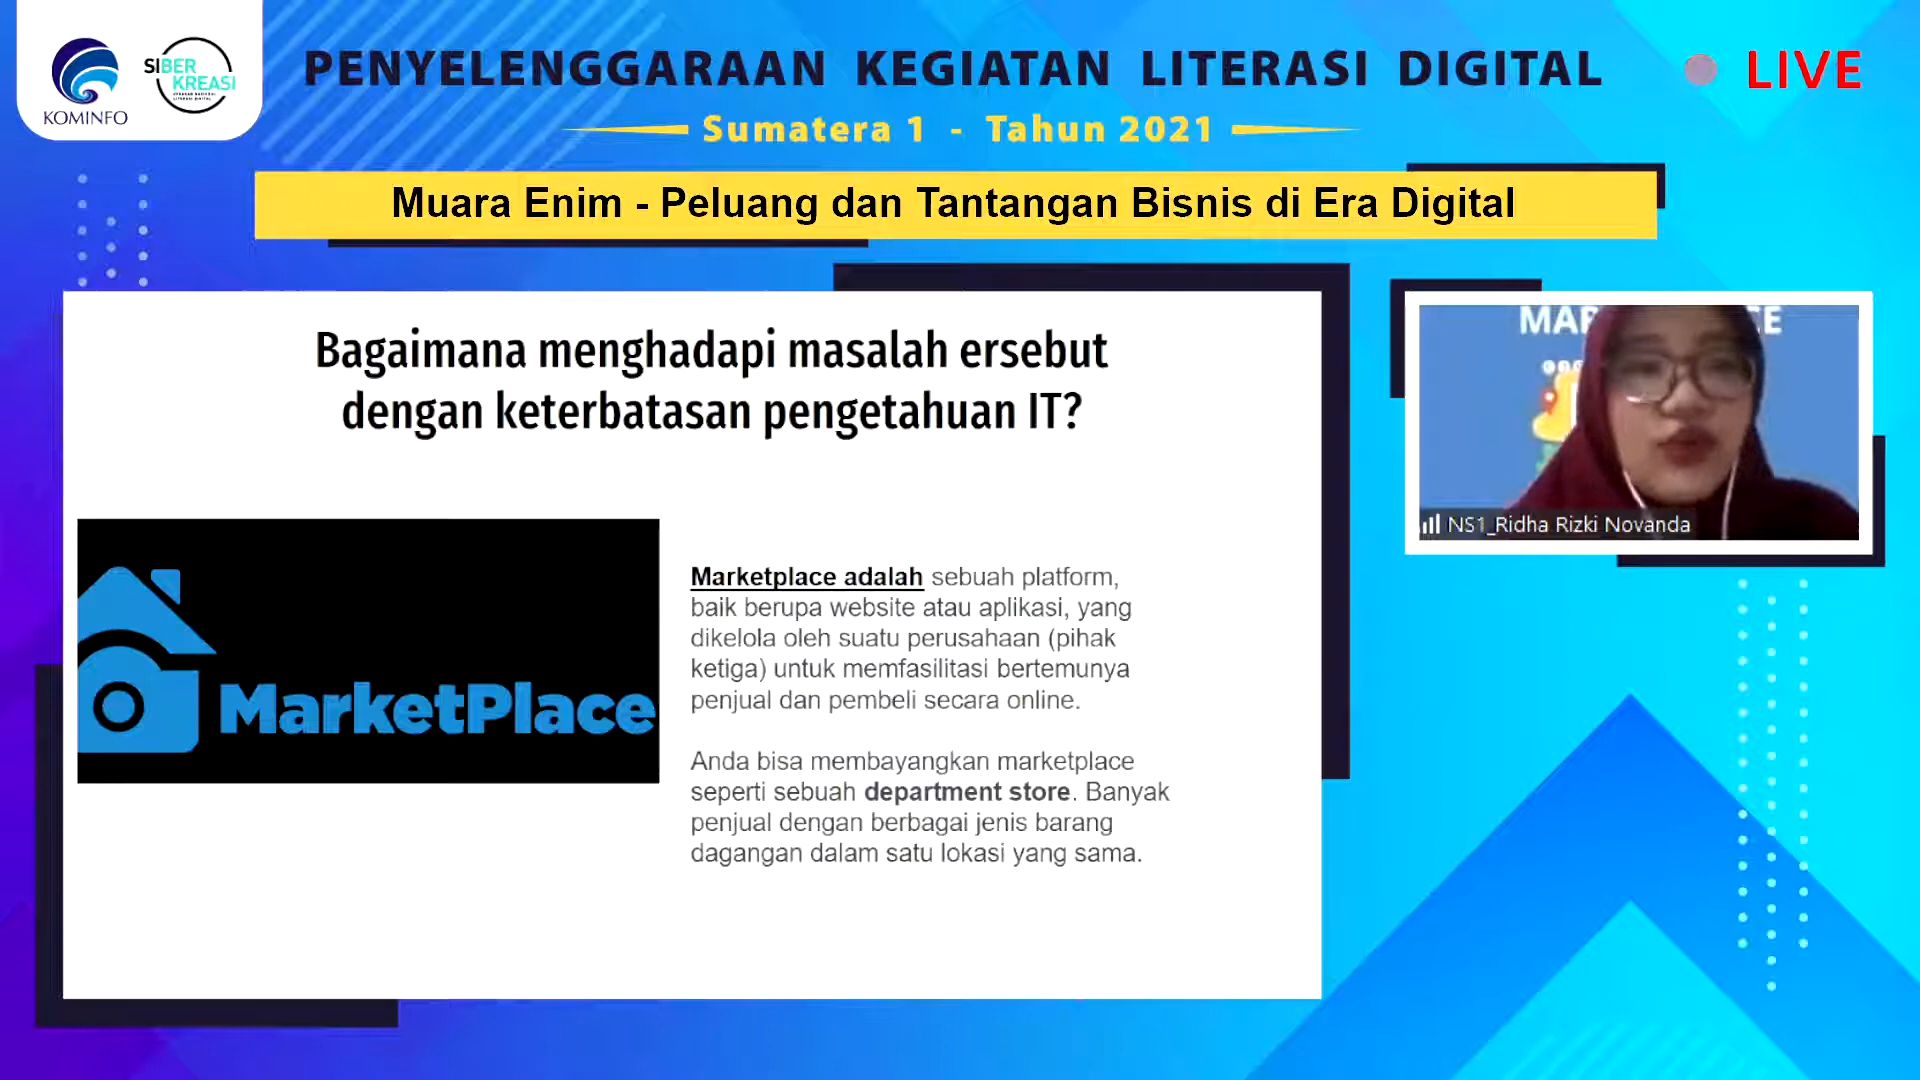 KOMINFO
SIBER
KREASI
PENYELENGGARAAN KEGIATAN LITERASI DIGITAL
LIVE
Sumatera 1 - Tahun 2021
Muara Enim - Peluang dan Tantangan Bisnis di Era Digital
Bagaimana menghadapi masalah ersebut
dengan keterbatasan pengetahuan IT?
MarketPlace
Marketplace adalah sebuah platform,
baik berupa website atau aplikasi, yang
dikelola oleh suatu perusahaan (pihak
ketiga) untuk memfasilitasi bertemunya
penjual dan pembeli secara online.
Anda bisa membayangkan marketplace
seperti sebuah department store. Banyak
penjual dengan berbagai jenis barang
dagangan dalam satu lokasi yang sama.
NS1_Ridha Rizki Novanda